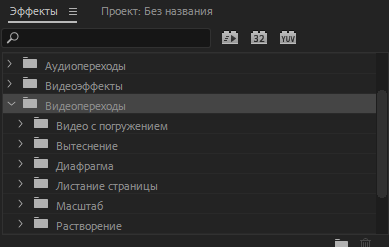 Эффекты
Проект: Без названия
32
YUV
Аудиопереходы
Видеоэффекты
Видеопереходы
Видео с погружением
Вытеснение
Диафрагма
Листание страницы
Масштаб
Растворение